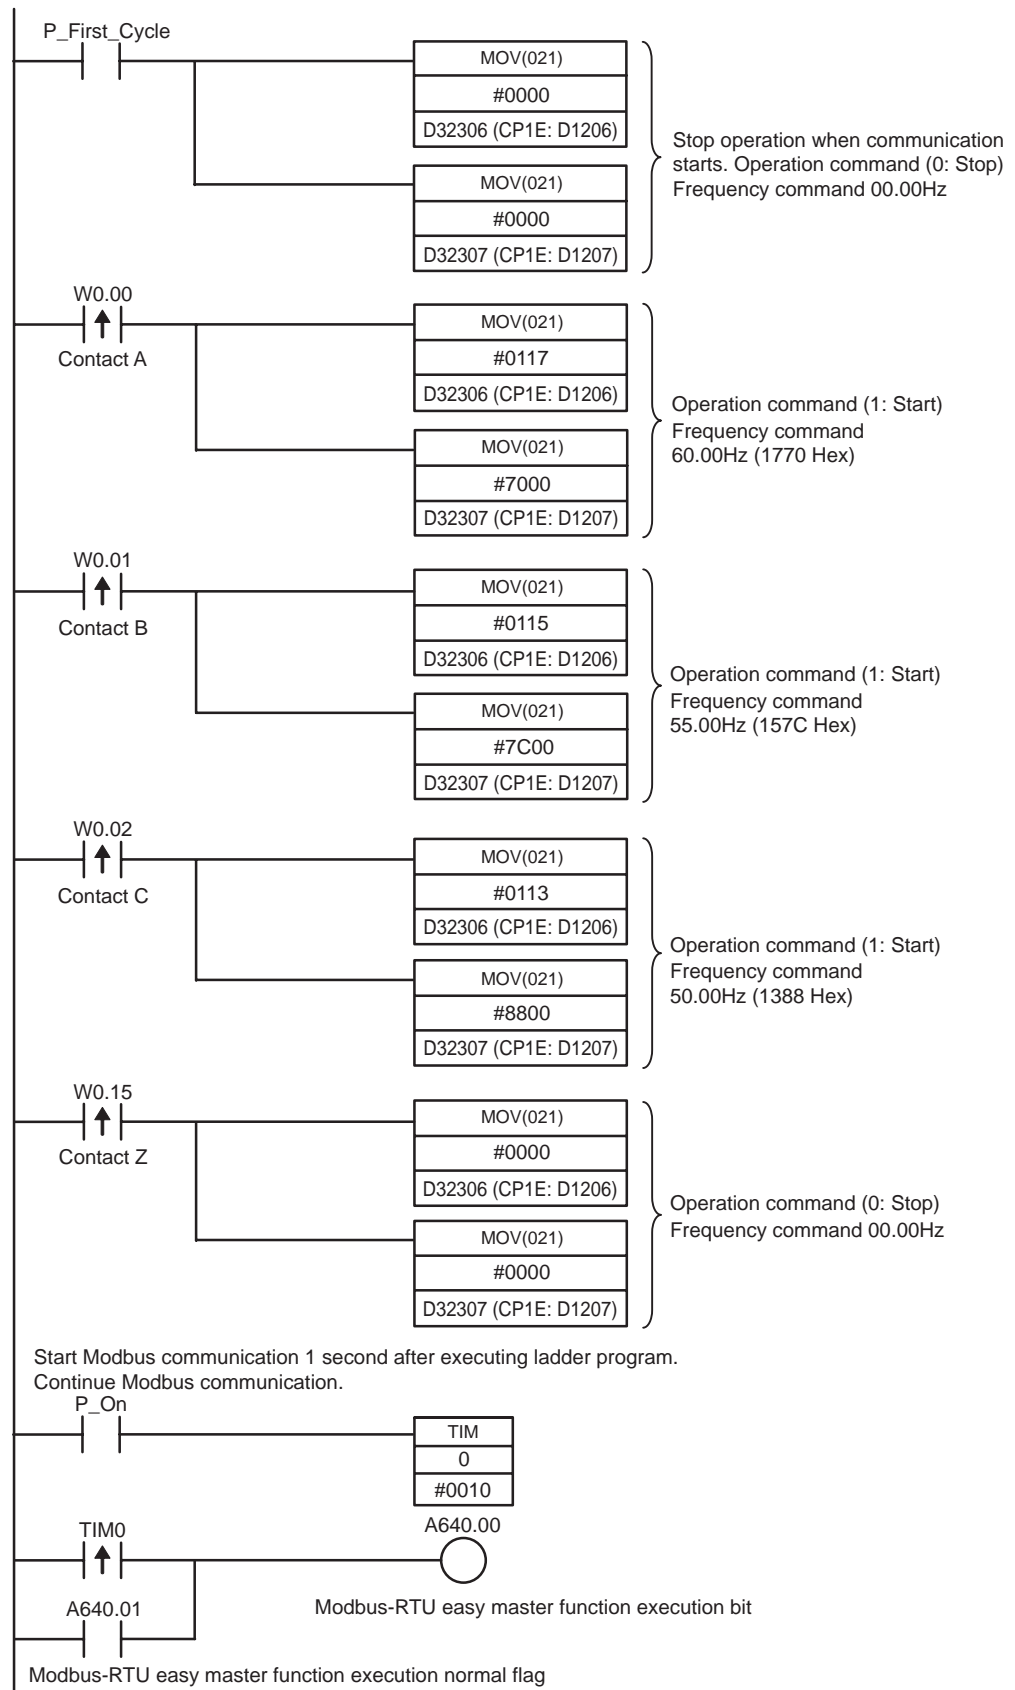 P_First_Cycle
MOV(021)
#0000
D32306 (CP1E: D1206)
MOV(021)
#0000
D32307 (CP1E: D1207)
Stop operation when communication
starts. Operation command (0: Stop)
Frequency command 00.00Hz
W0.00
Contact A
MOV(021)
#0117
D32306 (CP1E: D1206)
MOV(021)
#7000
D32307 (CP1E: D1207)
Operation command (1: Start)
Frequency command
60.00Hz (1770 Hex)
W0.01
Contact B
MOV(021)
#0115
D32306 (CP1E: D1206)
MOV(021)
#7C00
D32307 (CP1E: D1207)
Operation command (1: Start)
Frequency command
55.00Hz (157C Hex)
W0.02
Contact C
MOV(021)
#0113
D32306 (CP1E: D1206)
MOV(021)
#8800
D32307 (CP1E: D1207)
Operation command (1: Start)
Frequency command
50.00Hz (1388 Hex)
W0.15
Contact Z
MOV(021)
#0000
D32306 (CP1E: D1206)
MOV(021)
#0000
D32307 (CP1E: D1207)
Operation command (0: Stop)
Frequency command 00.00Hz
Start Modbus communication 1 second after executing ladder program.
Continue Modbus communication.
P_On
TIM
0
#0010
TIM0
A640.00
A640.01
Modbus-RTU easy master function execution bit
Modbus-RTU easy master function execution normal flag